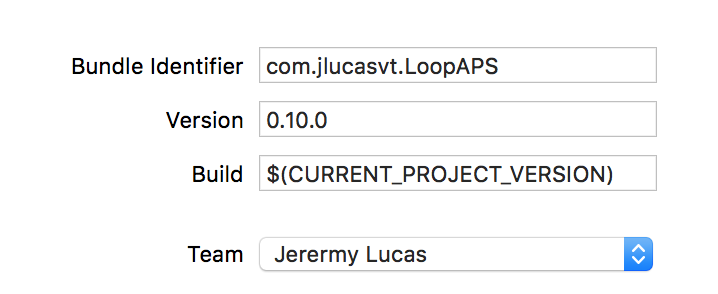 Bundle Identifier com.jlucasvt.LoopAPS
Version 0.10.0
Build $(CURRENT_PROJECT_VERSION)
Team Jerermy Lucas